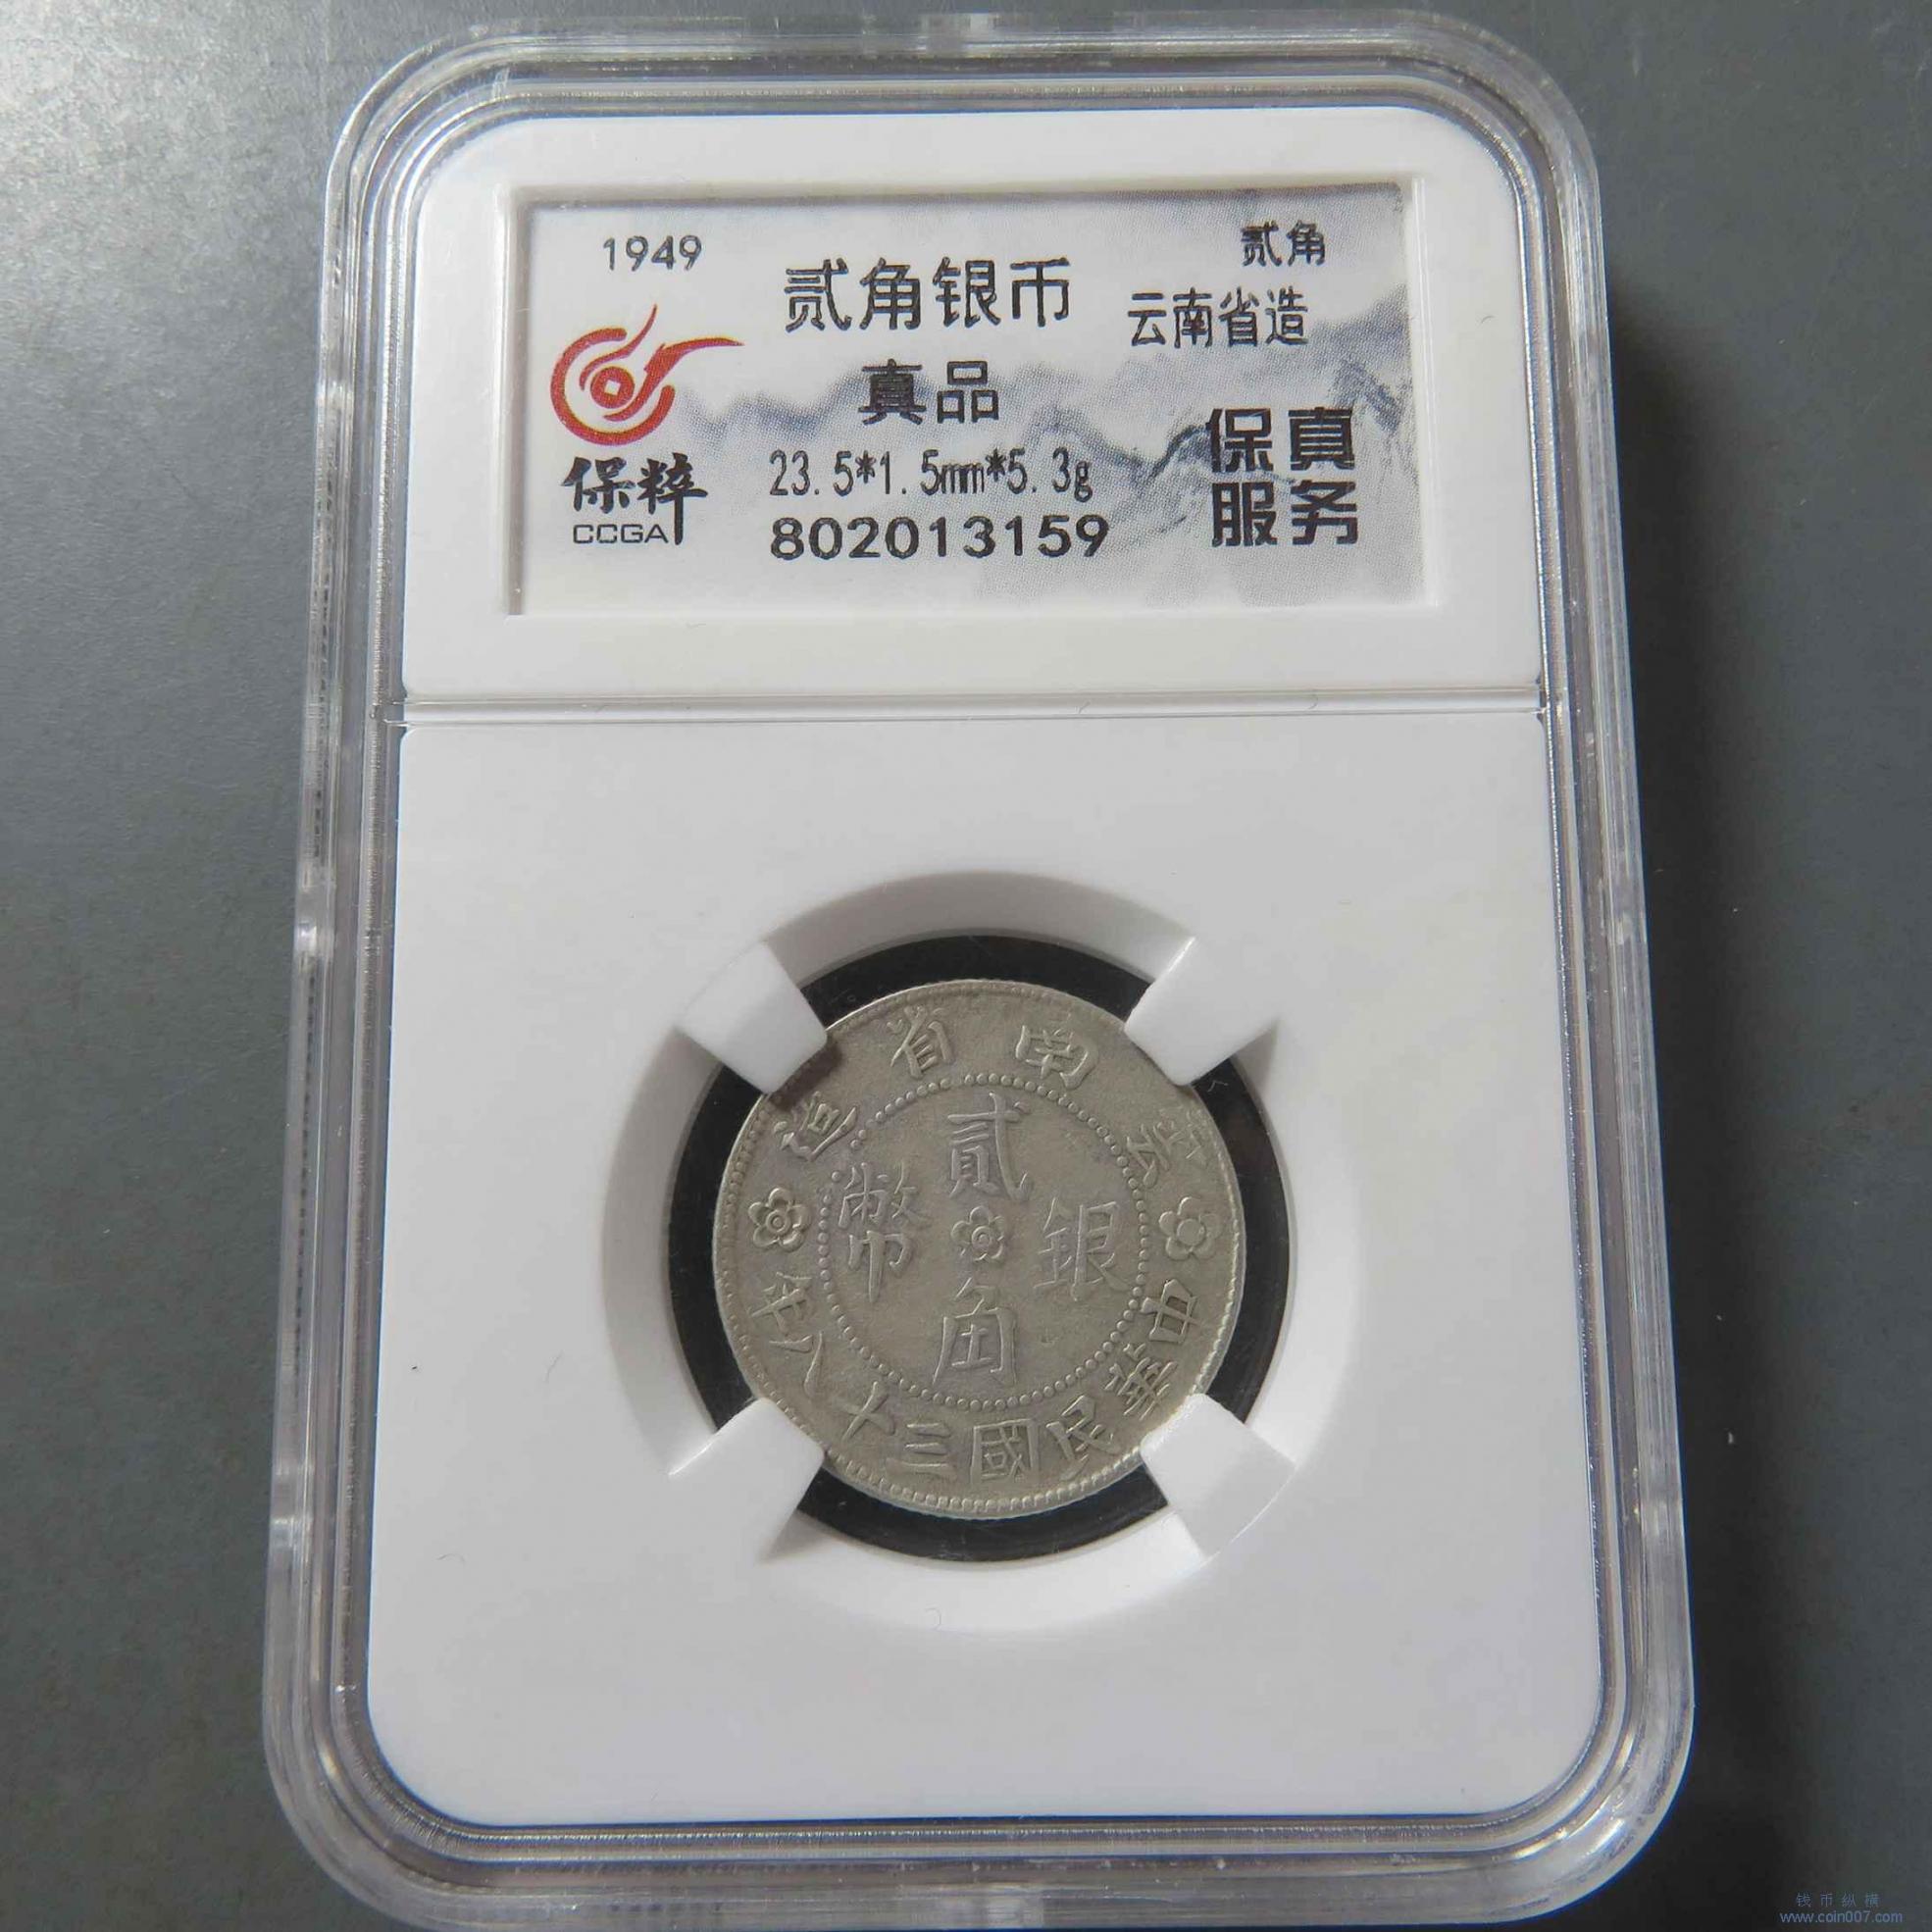 1949
贰角银币
贰角
云南省造
真品
保真
服务
保粹
CCGA
23.5*1.5mm*5.3g
802013159
雲南省造
貳角
銀幣
中華民國三十八年
钱币纵横
www.coin007.com